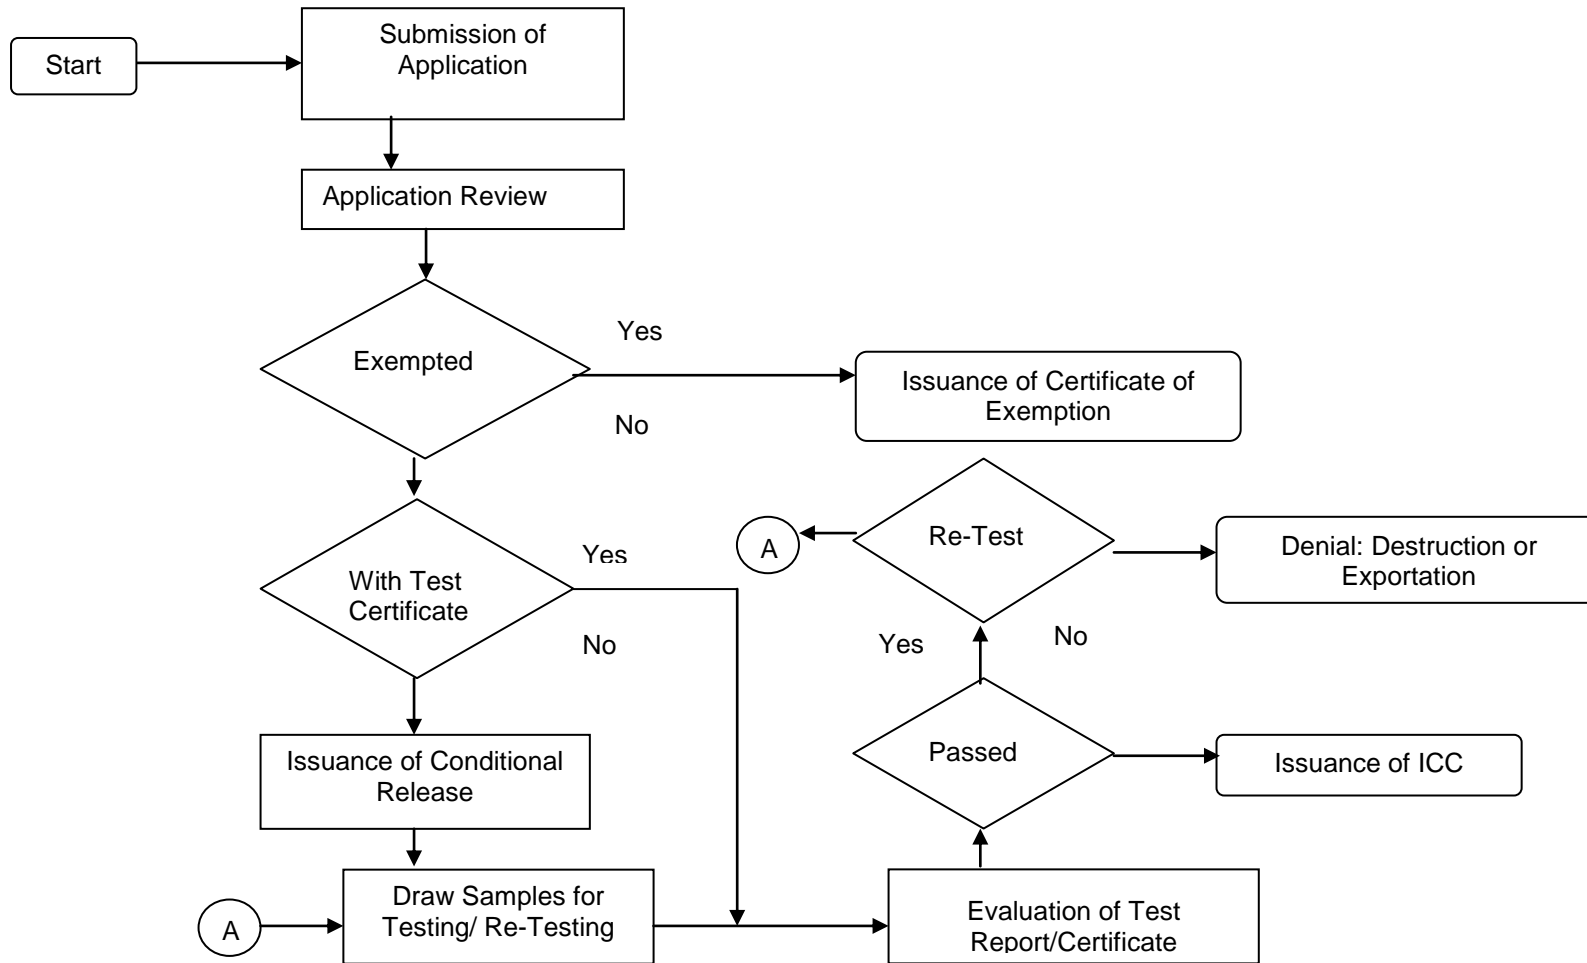 Start
Submission of
Application
Application Review
Exempted
Yes
No
Issuance of Certificate of
Exemption
With Test
Certificate
Yes
No
A
Re-Test
Denial: Destruction or
Exportation
Yes
No
Issuance of Conditional
Release
Passed
Issuance of ICC
A
Draw Samples for
Testing/ Re-Testing
Evaluation of Test
Report/Certificate